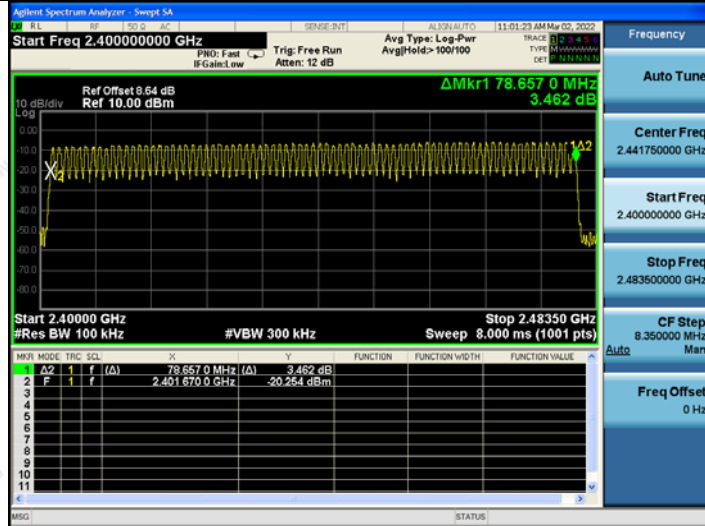 Agilent Spectrum Analyzer - Swept SA
RL RF 50 Ω AC SENSE:INT ALIGN AUTO 11:01:23 AM Mar 02, 2022
Start Freq 2.400000000 GHz
PNO: Fast
IFGain:Low
Trig: Free Run
Atten: 12 dB
Avg Type: Log-Pwr
Avg|Hold:>100/100
TRACE 1 2 3 4 5 6
TYPE M
DET P N N N N N
Ref Offset 8.64 dB
Ref 10.00 dBm
10 dB/div
Log
ΔMkr1 78.657 0 MHz
3.462 dB
0.00
-10.0
-20.0
-30.0
-40.0
-50.0
-60.0
-70.0
-80.0
2
1Δ2
Start 2.40000 GHz
Stop 2.48350 GHz
#Res BW 100 kHz
#VBW 300 kHz
Sweep 8.000 ms (1001 pts)
MKR MODE TRC SCL X Y FUNCTION FUNCTION WIDTH FUNCTION VALUE
1 Δ2 1 f (Δ) 78.657 0 MHz (Δ) 3.462 dB
2 F 1 f 2.401 670 0 GHz -20.254 dBm
3
4
5
6
7
8
9
10
11
MSG
STATUS
Frequency
Auto Tune
Center Freq
2.441750000 GHz
Start Freq
2.400000000 GHz
Stop Freq
2.483500000 GHz
CF Step
8.350000 MHz
Auto Man
Freq Offset
0 Hz